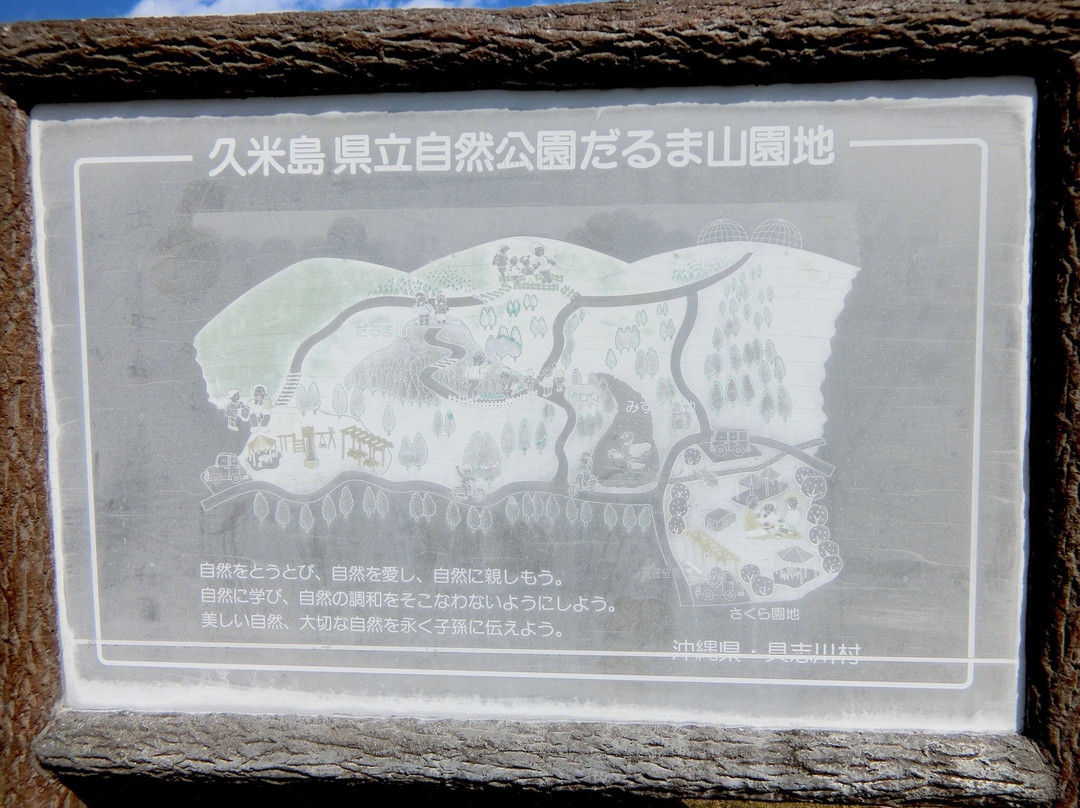 久米島県立自然公園だるま山園地
だるま山
さくら園地
自然をとうとび、自然を愛し、自然に親しもう。
自然に学び、自然の調和をそこなわないようにしよう。
美しい自然、大切な自然を永く子孫に伝えよう。
沖縄県・具志川村